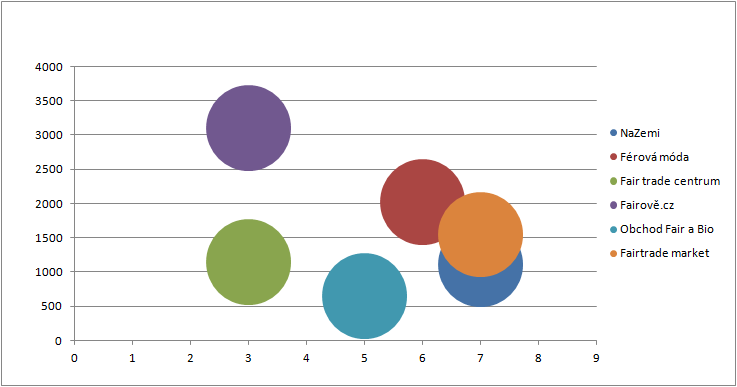 4000
3500
3000
2500
2000
1500
1000
500
0
0 1 2 3 4 5 6 7 8 9
NaZemi
Férová móda
Fair trade centrum
Fairově.cz
Obchod Fair a Bio
Fairtrade market